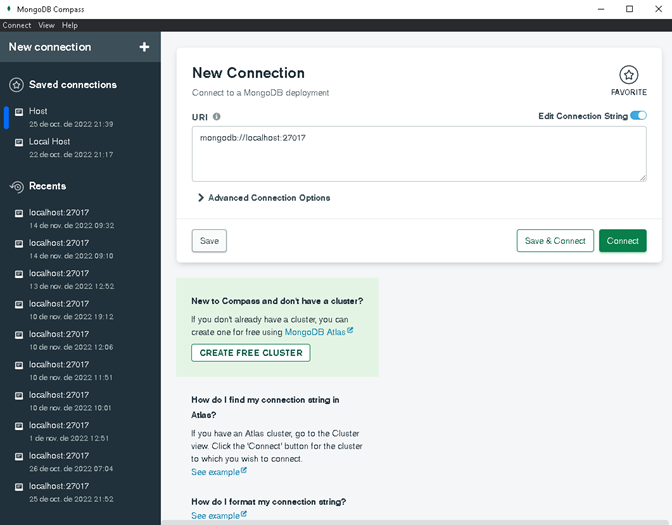 MongoDB Compass
Connect View Help
New connection
Saved connections
Host
25 de oct. de 2022 21:39
Local Host
22 de oct. de 2022 21:17
Recents
localhost:27017
14 de nov. de 2022 09:32
localhost:27017
14 de nov. de 2022 09:10
localhost:27017
13 de nov. de 2022 12:52
localhost:27017
10 de nov. de 2022 19:12
localhost:27017
10 de nov. de 2022 12:06
localhost:27017
10 de nov. de 2022 11:51
localhost:27017
10 de nov. de 2022 10:01
localhost:27017
1 de nov. de 2022 12:51
localhost:27017
26 de oct. de 2022 07:04
localhost:27017
25 de oct. de 2022 21:52
New Connection
Connect to a MongoDB deployment
FAVORITE
URI
Edit Connection String
mongodb://localhost:27017
Advanced Connection Options
Save
Save & Connect
Connect
New to Compass and don't have a cluster?
If you don't already have a cluster, you can
create one for free using MongoDB Atlas
CREATE FREE CLUSTER
How do I find my connection string in
Atlas?
If you have an Atlas cluster, go to the Cluster
view. Click the 'Connect' button for the cluster
to which you wish to connect.
See example
How do I format my connection string?
See example